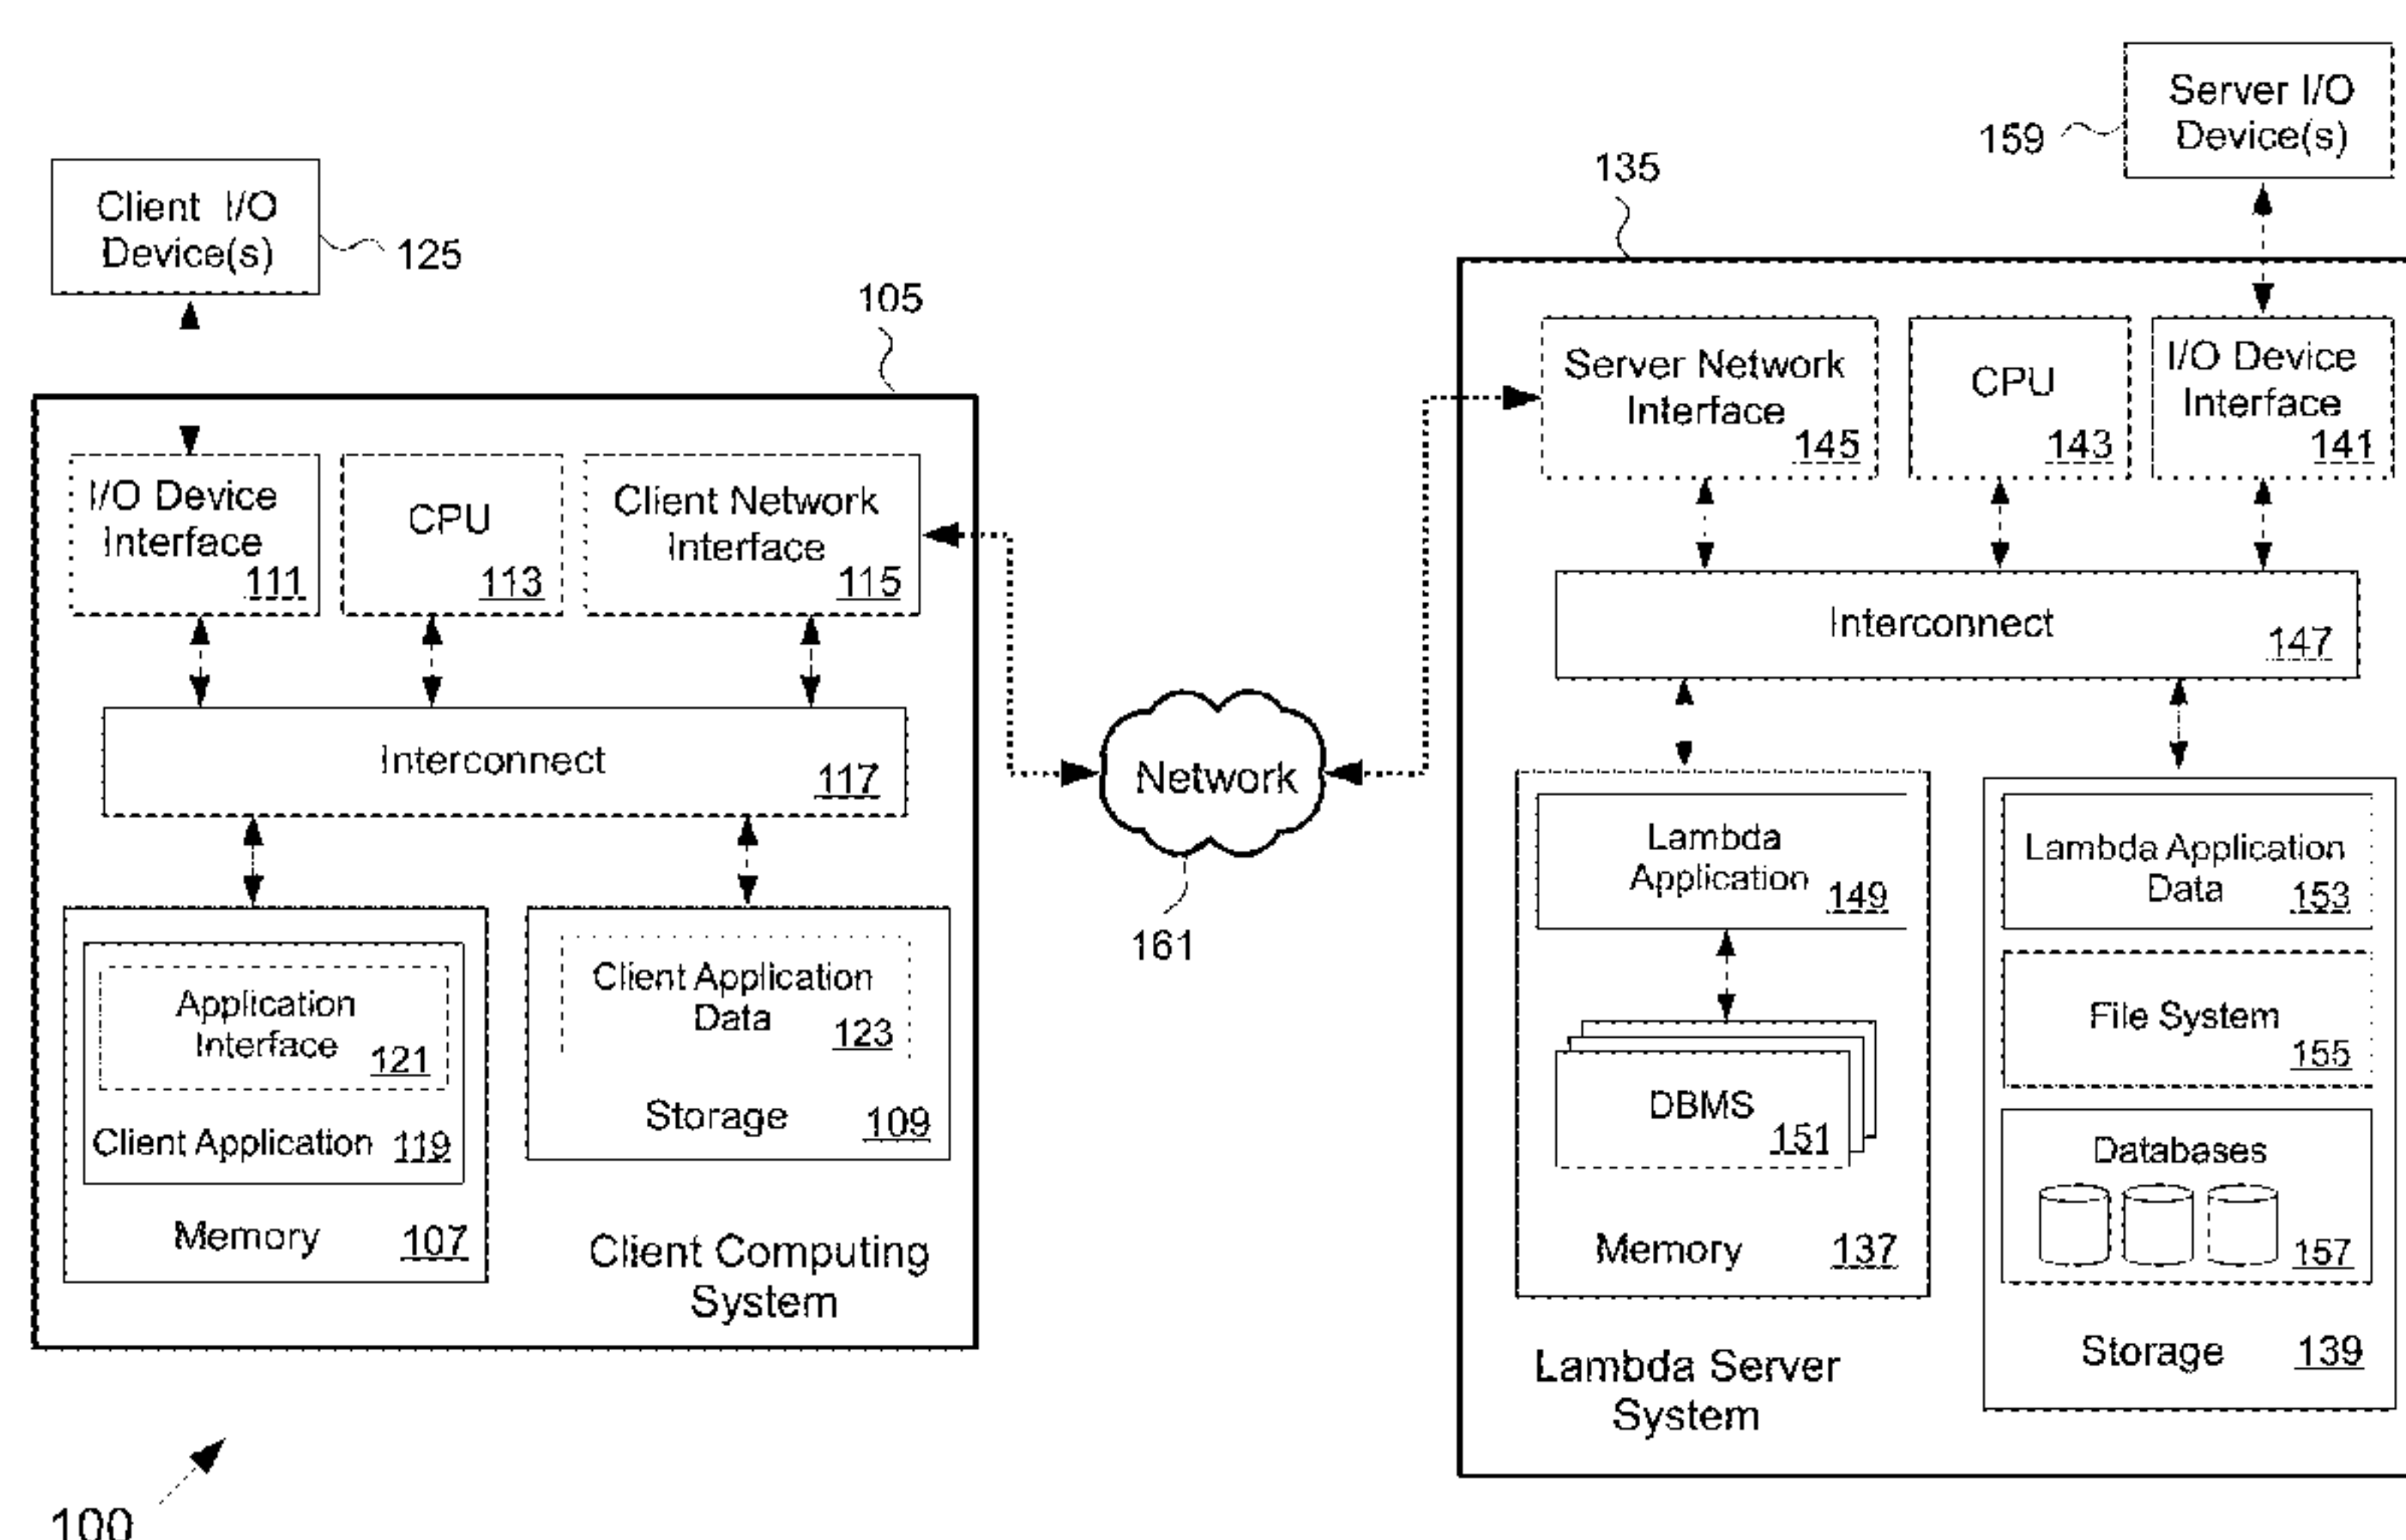 Server I/O
Device(s)
159
135
Client I/O
Device(s)
125
105
Server Network
Interface
145
CPU
143
I/O Device
Interface
141
I/O Device
Interface
111
CPU
113
Client Network
Interface
115
Interconnect
147
Interconnect
117
Network
161
Lambda
Application
149
Lambda Application
Data
153
Application
Interface
121
Client Application
119
Memory
107
Client Application
Data
123
Storage
109
Client Computing
System
DBMS
151
Memory
137
File System
155
Databases
157
Storage
139
Lambda Server
System
100